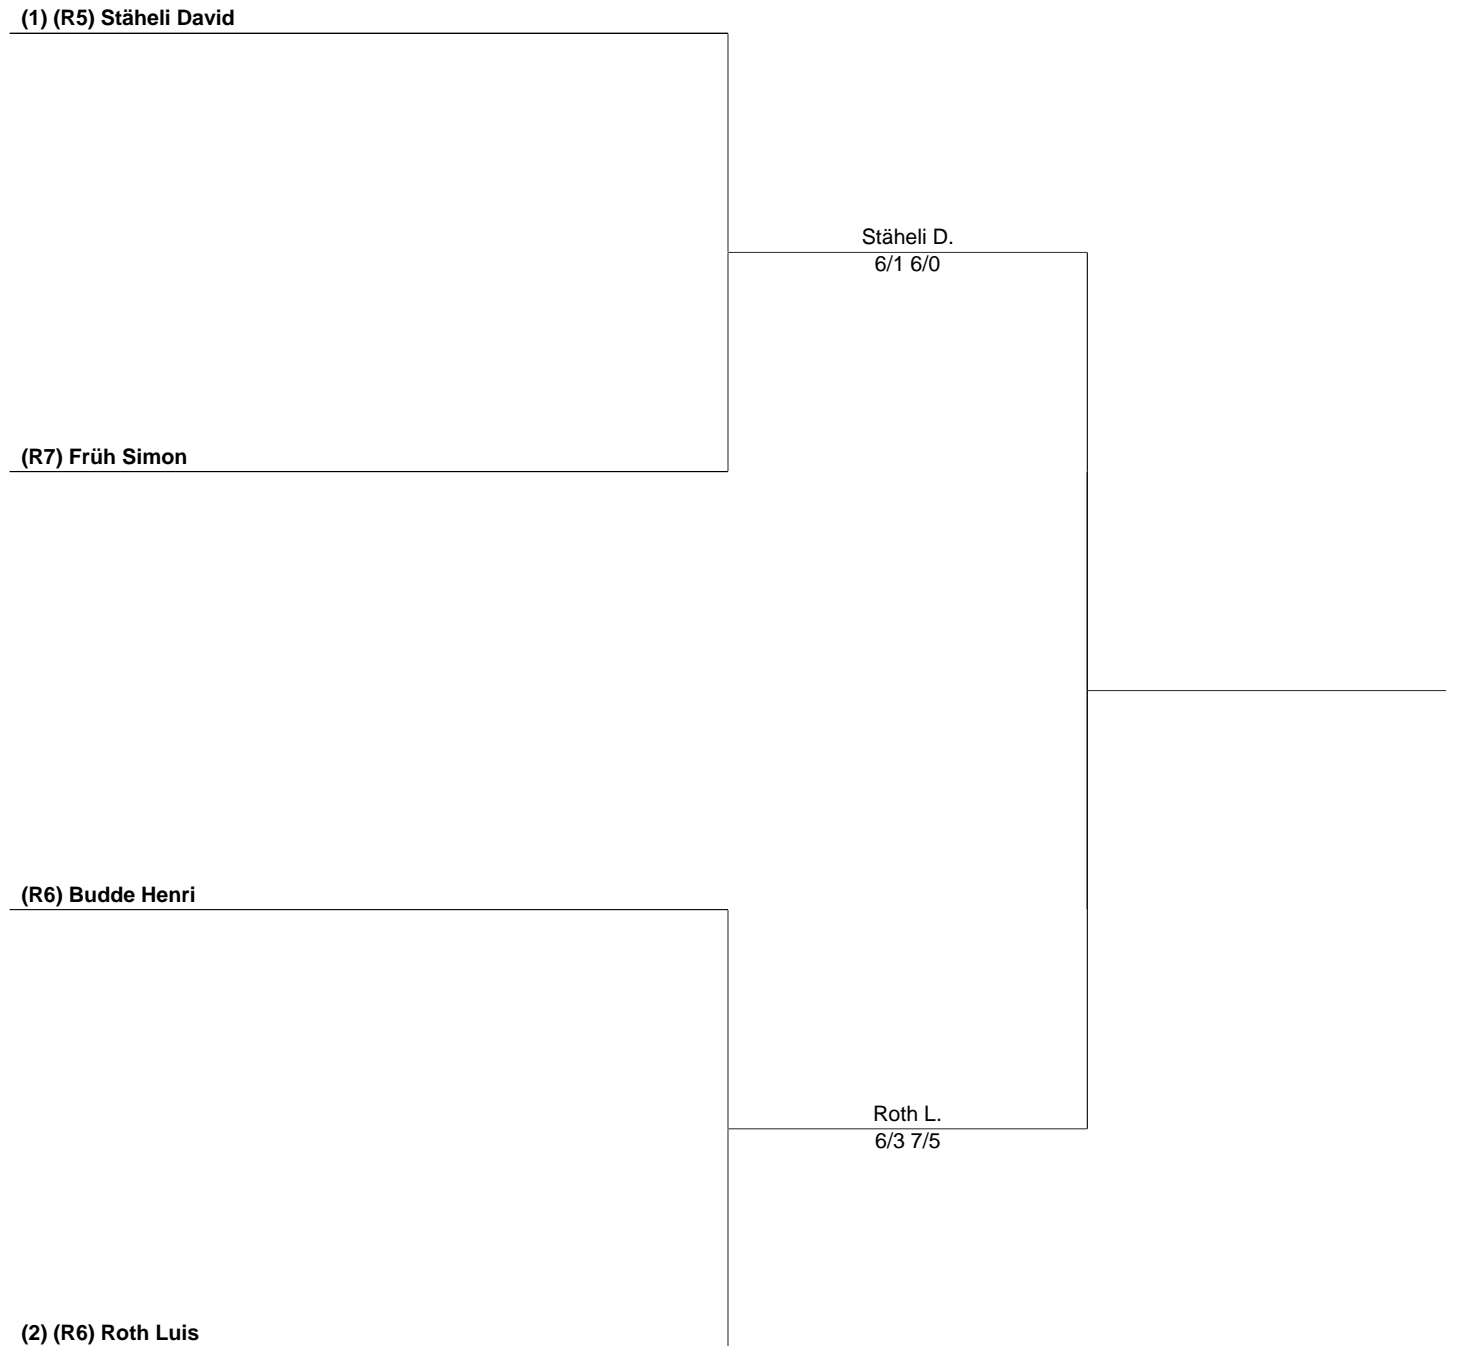 (1) (R5) Stäheli David
Stäheli D.
6/1 6/0
(R7) Früh Simon
(R6) Budde Henri
Roth L.
6/3 7/5
(2) (R6) Roth Luis